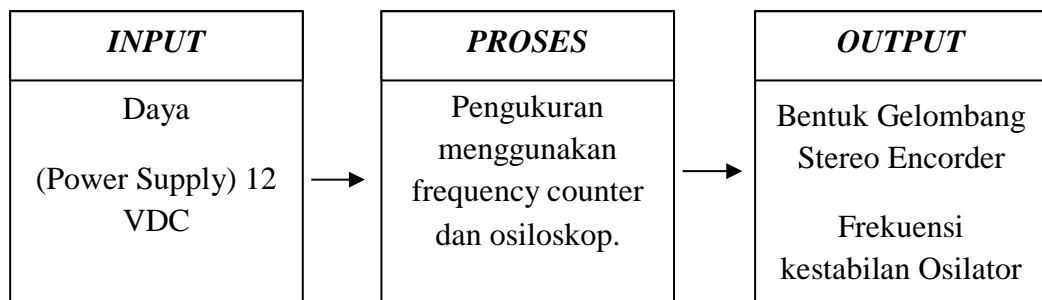 INPUT
Daya
(Power Supply) 12
VDC
PROSES
Pengukuran
menggunakan
frequency counter
dan osiloskop.
OUTPUT
Bentuk Gelombang
Stereo Encorder
Frekuensi
kestabilan Osilator